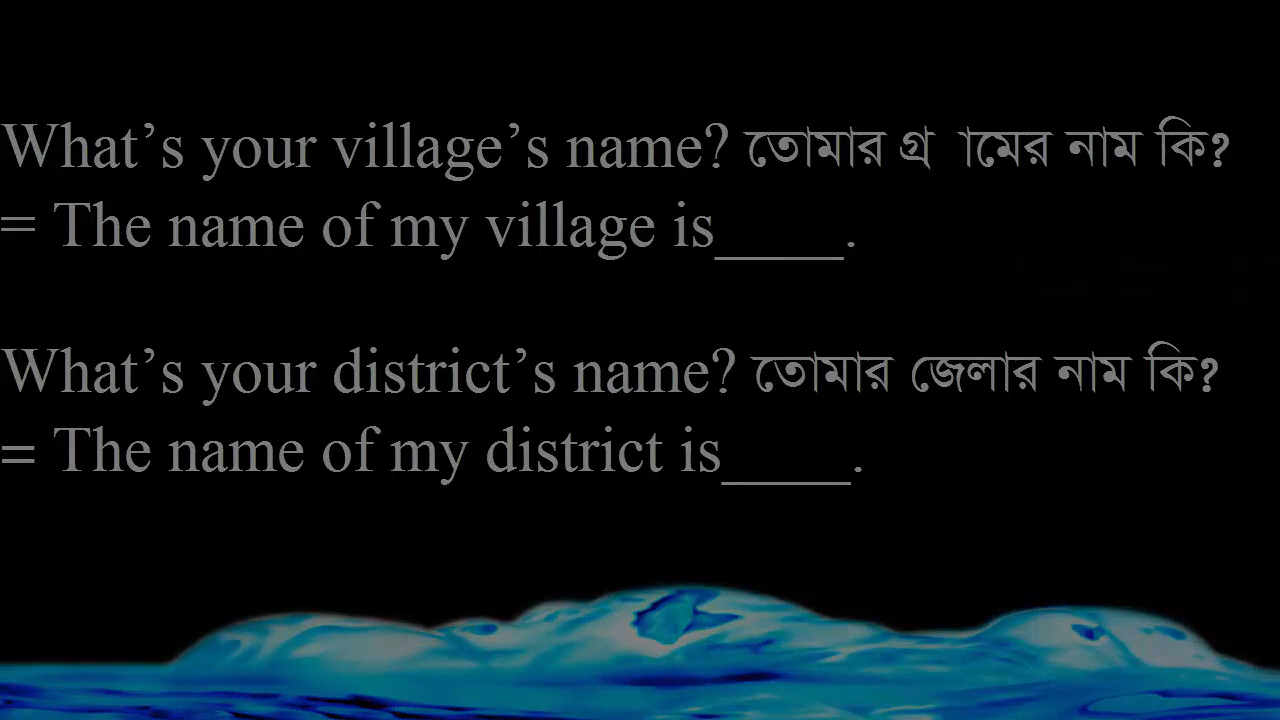 What’s your village’s name? তোমার গ্রামের নাম কি?
= The name of my village is____.
What’s your district’s name? তোমার জেলার নাম কি?
= The name of my district is____.